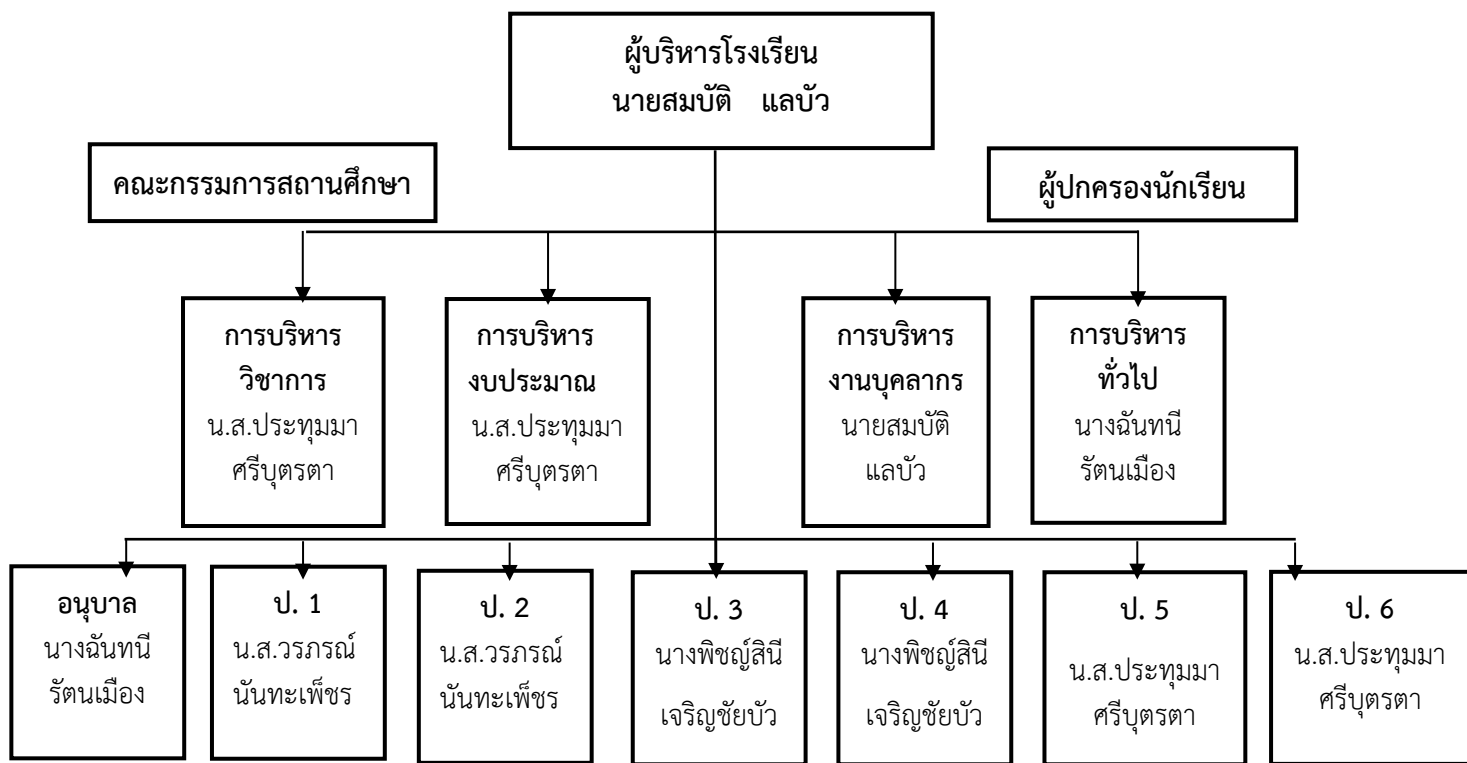 ผู้บริหารโรงเรียน
นายสมบัติ แลบัว
คณะกรรมการสถานศึกษา
ผู้ปกครองนักเรียน
การบริหาร
วิชาการ
น.ส.ประทุมมา
ศรีบุตรตา
การบริหาร
งบประมาณ
น.ส.ประทุมมา
ศรีบุตรตา
การบริหาร
งานบุคลากร
นายสมบัติ
แลบัว
การบริหาร
ทั่วไป
นางฉันทนี
รัตนเมือง
อนุบาล
นางฉันทนี
รัตนเมือง
ป. 1
น.ส.วรภรณ์
นันทะเพ็ชร
ป. 2
น.ส.วรภรณ์
นันทะเพ็ชร
ป. 3
นางพิชญ์สินี
เจริญชัยบัว
ป. 4
นางพิชญ์สินี
เจริญชัยบัว
ป. 5
น.ส.ประทุมมา
ศรีบุตรตา
ป. 6
น.ส.ประทุมมา
ศรีบุตรตา